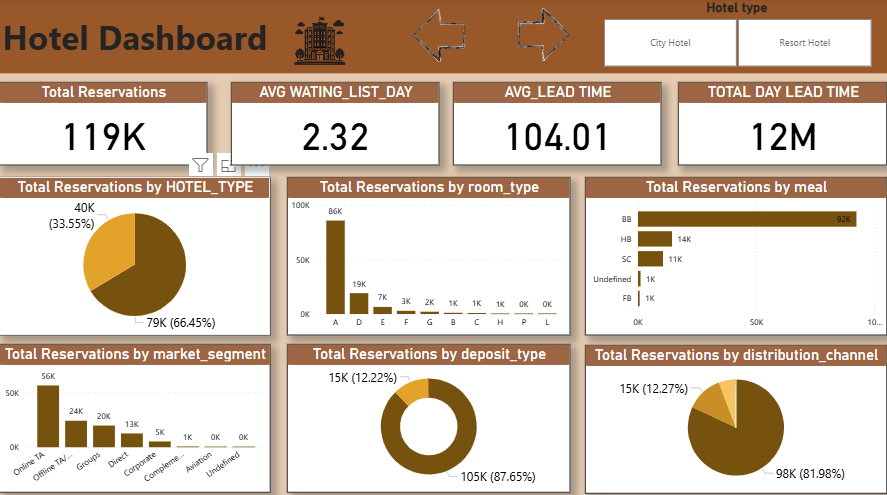 Hotel Dashboard
Hotel type
City Hotel
Resort Hotel
Total Reservations
119K
AVG WATING_LIST_DAY
2.32
AVG_LEAD TIME
104.01
TOTAL DAY LEAD TIME
12M
Total Reservations by HOTEL_TYPE
40K
(33.55%)
79K (66.45%)
Total Reservations by room_type
100K
50K
0K
86K
19K
7K
3K
2K
1K
1K
1K
0K
0K
A
D
E
F
G
B
C
H
P
L
Total Reservations by meal
BB
92K
HB
14K
SC
11K
Undefined
1K
FB
1K
0K
50K
10...
Total Reservations by market_segment
50K
0K
56K
24K
20K
13K
5K
1K
0K
0K
Online TA
Offline TA/...
Groups
Direct
Corporate
Compleme...
Aviation
Undefined
Total Reservations by deposit_type
15K (12.22%)
105K (87.65%)
Total Reservations by distribution_channel
15K (12.27%)
98K (81.98%)